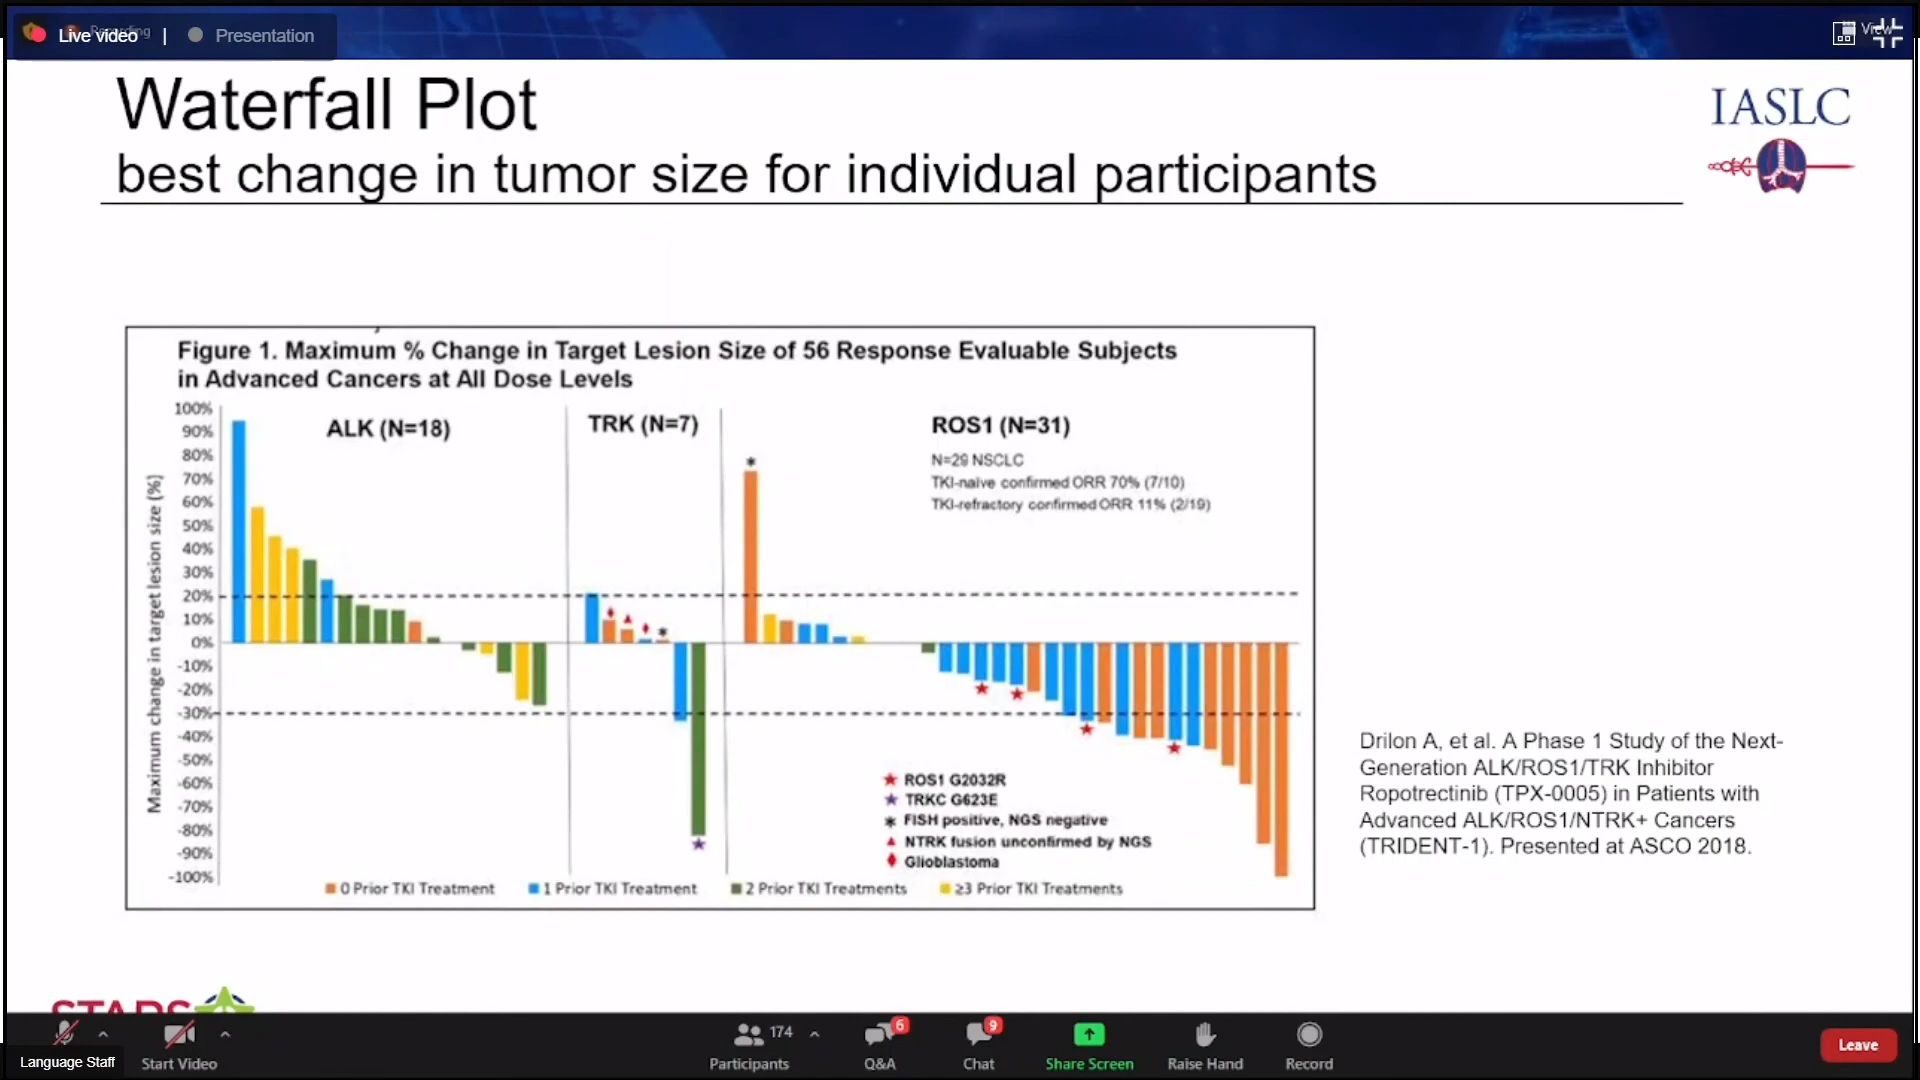 Live video | Presentation
View
Waterfall Plot
best change in tumor size for individual participants
IASLC
Figure 1. Maximum % Change in Target Lesion Size of 56 Response Evaluable Subjects
in Advanced Cancers at All Dose Levels
Maximum change in target lesion size (%)
100%
90%
80%
70%
60%
50%
40%
30%
20%
10%
0%
-10%
-20%
-30%
-40%
-50%
-60%
-70%
-80%
-90%
-100%
ALK (N=18)
TRK (N=7)
ROS1 (N=31)
N=29 NSCLC
TKI-naïve confirmed ORR 70% (7/10)
TKI-refractory confirmed ORR 11% (2/19)
ROS1 G2032R
TRKC G623E
FISH positive, NGS negative
NTRK fusion unconfirmed by NGS
Glioblastoma
0 Prior TKI Treatment 1 Prior TKI Treatment 2 Prior TKI Treatments ≥3 Prior TKI Treatments
Drilon A, et al. A Phase 1 Study of the Next-
Generation ALK/ROS1/TRK Inhibitor
Ropotrectinib (TPX-0005) in Patients with
Advanced ALK/ROS1/NTRK+ Cancers
(TRIDENT-1). Presented at ASCO 2018.
STARS
Language Staff
Start Video
174
Participants
6
Q&A
9
Chat
Share Screen
Raise Hand
Record
Leave